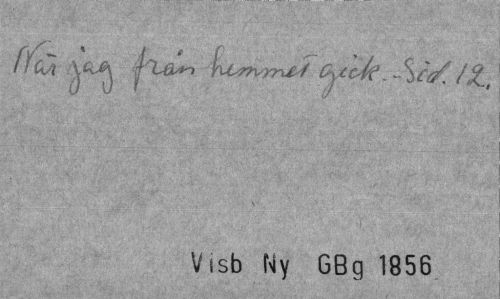 När jag från hemmet gick. - Sid. 12.
Visb Ny GBg 1856